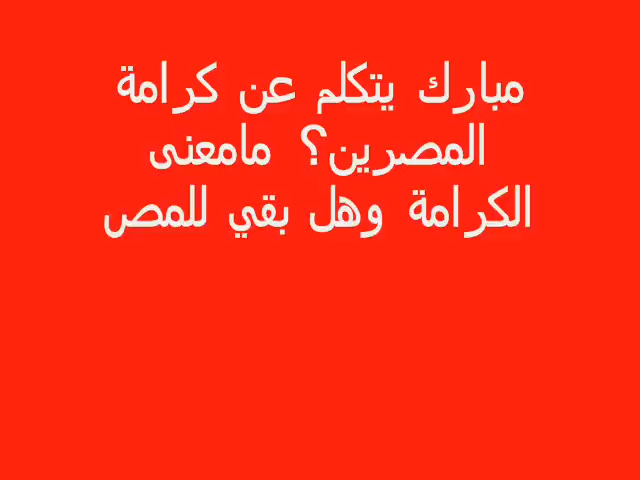 مبارك يتكلم عن كرامة
المصرين؟ مامعنى
الكرامة وهل بقي للمص